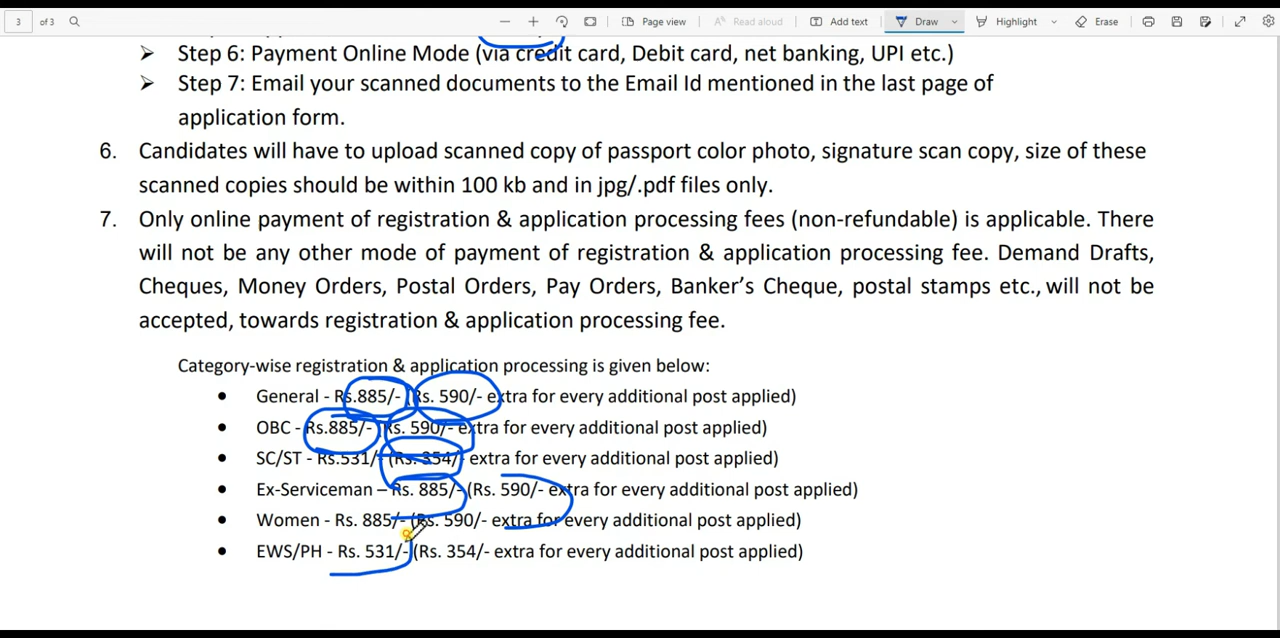 3 of 3 Page view Read aloud Add text Draw Highlight Erase
➤ Step 6: Payment Online Mode (via credit card, Debit card, net banking, UPI etc.)
➤ Step 7: Email your scanned documents to the Email Id mentioned in the last page of
application form.
6. Candidates will have to upload scanned copy of passport color photo, signature scan copy, size of these
scanned copies should be within 100 kb and in jpg/.pdf files only.
7. Only online payment of registration & application processing fees (non-refundable) is applicable. There
will not be any other mode of payment of registration & application processing fee. Demand Drafts,
Cheques, Money Orders, Postal Orders, Pay Orders, Banker’s Cheque, postal stamps etc., will not be
accepted, towards registration & application processing fee.
Category-wise registration & application processing is given below:
• General - Rs.885/- (Rs. 590/- extra for every additional post applied)
• OBC - Rs.885/- (Rs. 590/- extra for every additional post applied)
• SC/ST - Rs.531/- (Rs. 354/- extra for every additional post applied)
• Ex-Serviceman – Rs. 885/- (Rs. 590/- extra for every additional post applied)
• Women - Rs. 885/- (Rs. 590/- extra for every additional post applied)
• EWS/PH - Rs. 531/- (Rs. 354/- extra for every additional post applied)